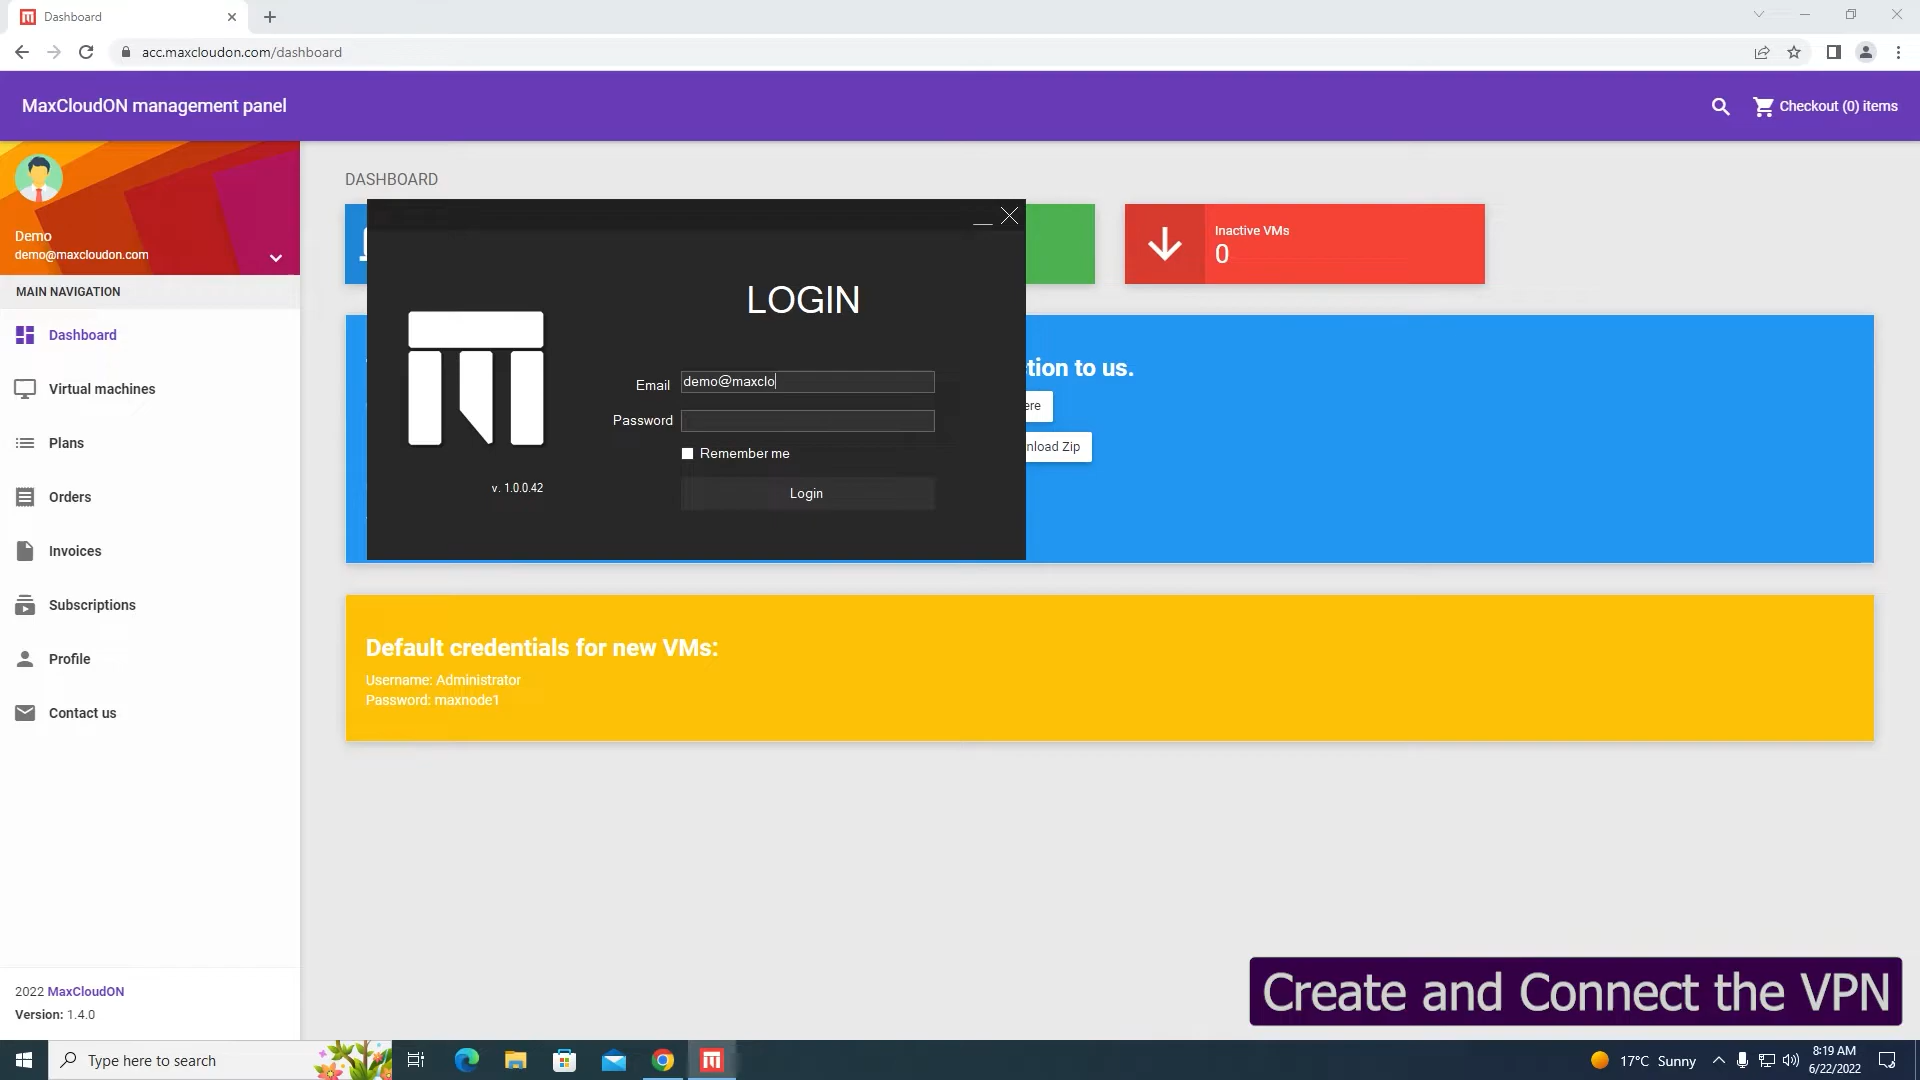 Dashboard
acc.maxcloudon.com/dashboard
MaxCloudON management panel
Checkout (0) items
Demo
demo@maxcloudon.com
MAIN NAVIGATION
Dashboard
Virtual machines
Plans
Orders
Invoices
Subscriptions
Profile
Contact us
2022 MaxCloudON
Version: 1.4.0
DASHBOARD
Inactive VMs
0
LOGIN
Email
demo@maxclo
Password
Remember me
Login
v. 1.0.0.42
tion to us.
ere
nload Zip
Default credentials for new VMs:
Username: Administrator
Password: maxnode1
Create and Connect the VPN
Type here to search
17°C Sunny
8:19 AM
6/22/2022